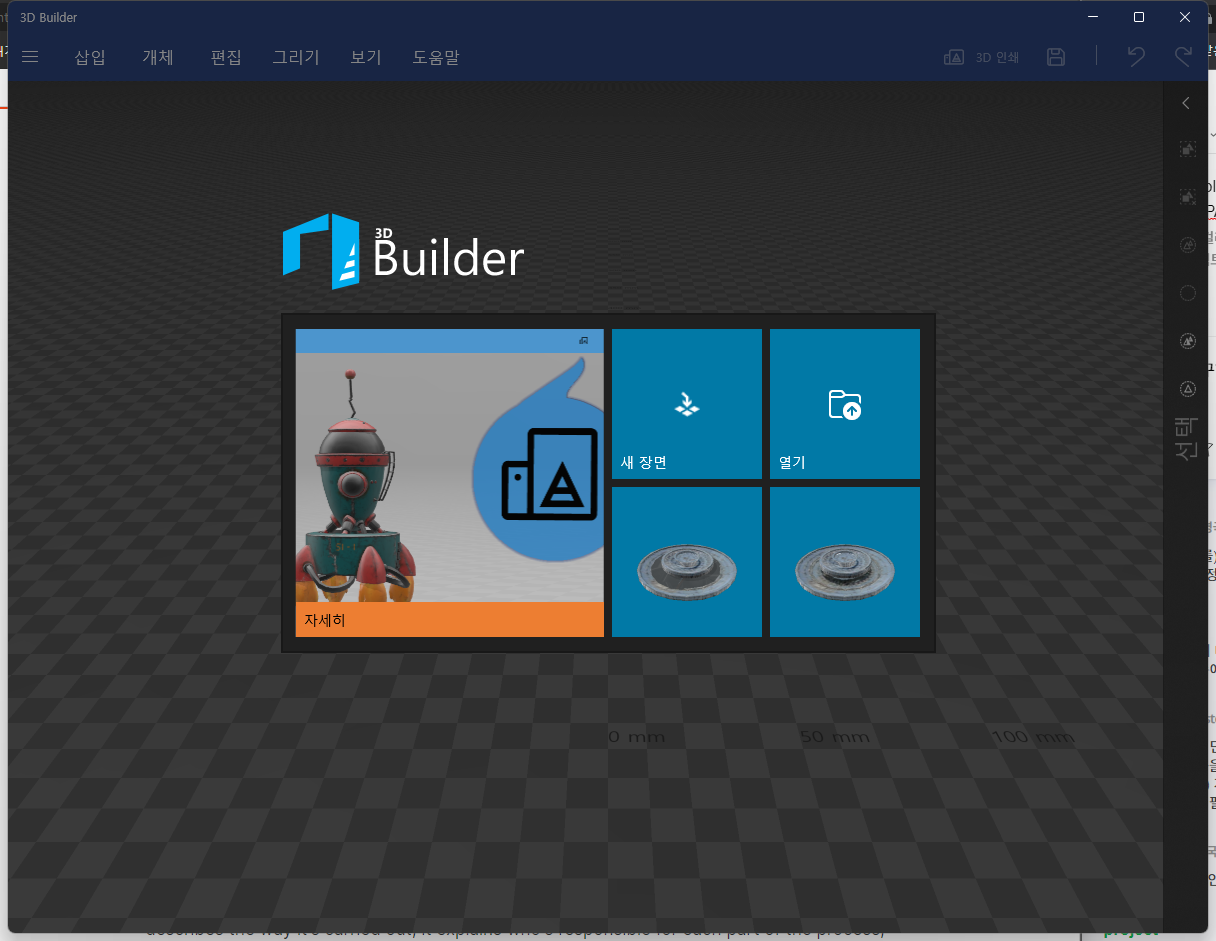 3D Builder
삽입 개체 편집 그리기 보기 도움말 3D 인쇄
3D
Builder
선택
새 장면 열기
자세히
0 mm 50 mm 100 mm
project